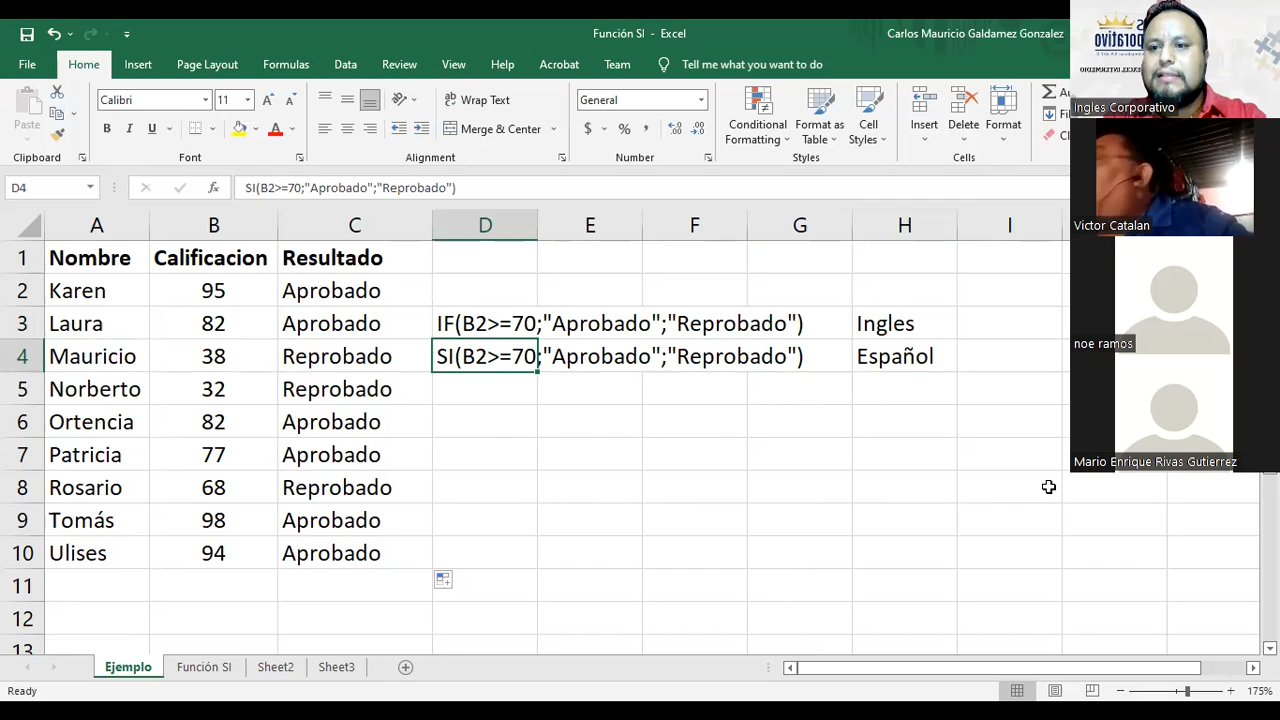 Función SI - Excel
Carlos Mauricio Galdamez Gonzalez
File Home Insert Page Layout Formulas Data Review View Help Acrobat Team Tell me what you want to do
Paste
Calibri 11
Wrap Text
General
Merge & Center
B I U
Conditional Formatting
Format as Table
Cell Styles
Insert
Delete
Format
Clipboard Font Alignment Number Styles Cells
D4
fx
SI(B2>=70;"Aprobado";"Reprobado")
A B C D E F G H I
1 Nombre Calificacion Resultado
2 Karen 95 Aprobado
3 Laura 82 Aprobado IF(B2>=70;"Aprobado";"Reprobado") Ingles
4 Mauricio 38 Reprobado SI(B2>=70;"Aprobado";"Reprobado") Español
5 Norberto 32 Reprobado
6 Ortencia 82 Aprobado
7 Patricia 77 Aprobado
8 Rosario 68 Reprobado
9 Tomás 98 Aprobado
10 Ulises 94 Aprobado
11
12
13
Ejemplo Función SI Sheet2 Sheet3
Ready
175%
Ingles Corporativo
Victor Catalan
noe ramos
Mario Enrique Rivas Gutierrez